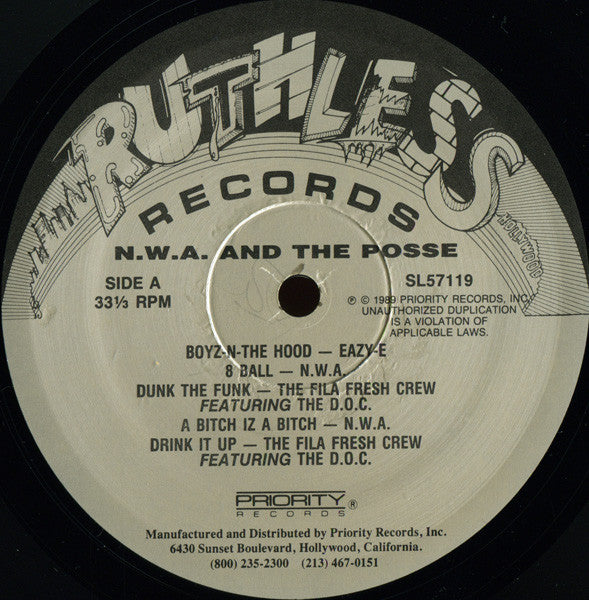 RUTHLESS
HOLLYWOOD
RECORDS
N.W.A. AND THE POSSE
SIDE A
33⅓ RPM
SL57119
℗ © 1989 PRIORITY RECORDS, INC.
UNAUTHORIZED DUPLICATION
IS A VIOLATION OF
APPLICABLE LAWS.
BOYZ-N-THE HOOD — EAZY-E
8 BALL — N.W.A.
DUNK THE FUNK — THE FILA FRESH CREW
FEATURING THE D.O.C.
A BITCH IZ A BITCH — N.W.A.
DRINK IT UP — THE FILA FRESH CREW
FEATURING THE D.O.C.
PRIORITY
RECORDS®
Manufactured and Distributed by Priority Records, Inc.
6430 Sunset Boulevard, Hollywood, California.
(800) 235-2300 (213) 467-0151